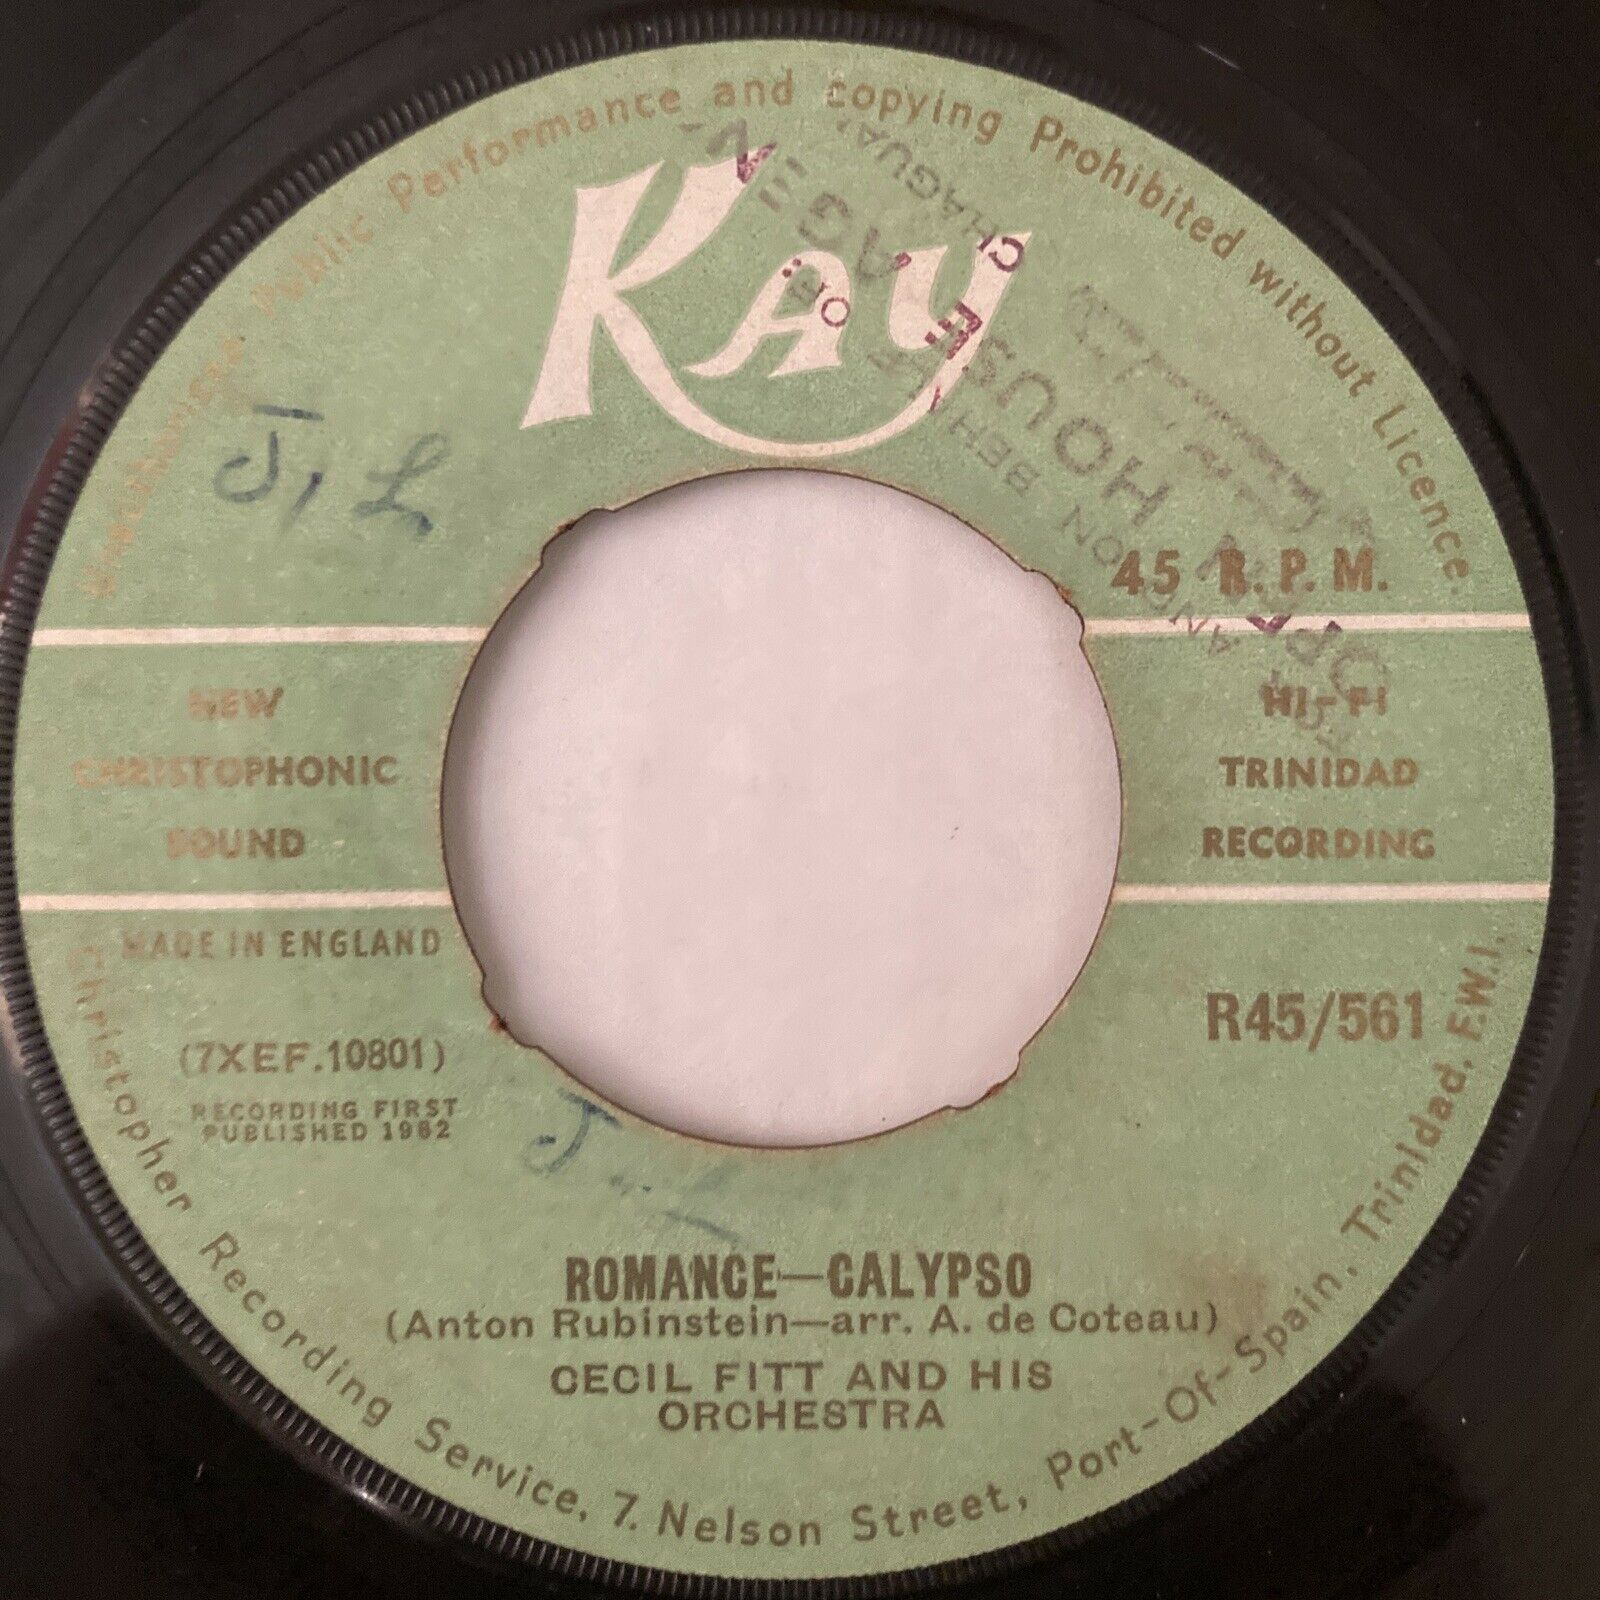 Unauthorised Public Performance and copying Prohibited without Licence.
Kay
J. L
HOUSE
45 R.P.M.
NEW
CHRISTOPHONIC
SOUND
HI-FI
TRINIDAD
RECORDING
MADE IN ENGLAND
(7XEF.10801)
RECORDING FIRST
PUBLISHED 1962
R45/561
ROMANCE—CALYPSO
(Anton Rubinstein—arr. A. de Coteau)
CECIL FITT AND HIS
ORCHESTRA
Christopher Recording Service, 7. Nelson Street, Port-Of-Spain, Trinidad, F.W.I.